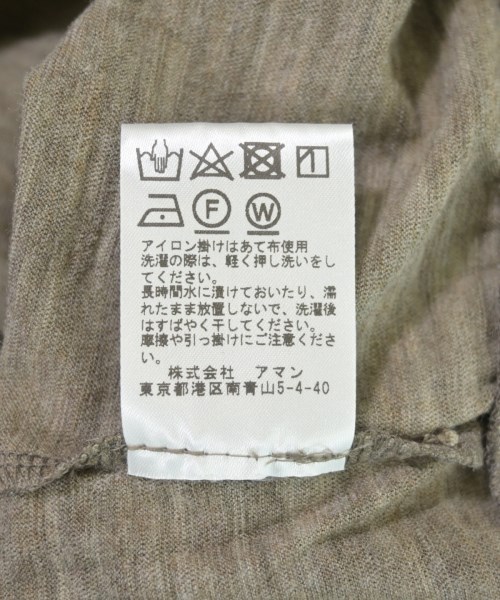 F W
アイロン掛けはあて布使用
洗濯の際は、軽く押し洗いをし
てください。
長時間水に漬けておいたり、濡
れたまま放置しないで、洗濯後
はすばやく干してください。
摩擦や引っ掛けにご注意くださ
い。
株式会社 アマン
東京都港区南青山5-4-40